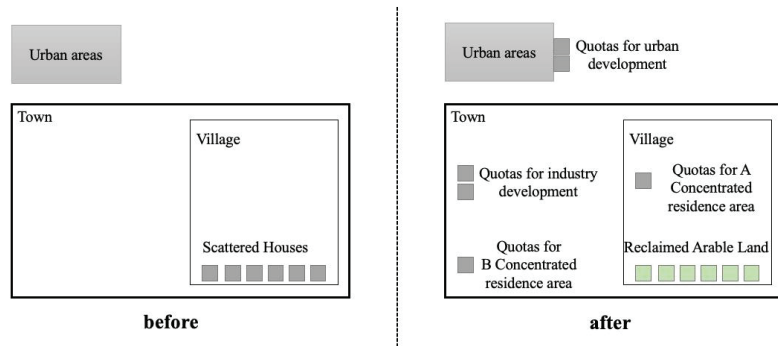 Urban areas
Town
Village
Scattered Houses
before
Urban areas
Quotas for urban
development
Town
Village
Quotas for industry
development
Quotas for A
Concentrated
residence area
Quotas for
B Concentrated
residence area
Reclaimed Arable Land
after